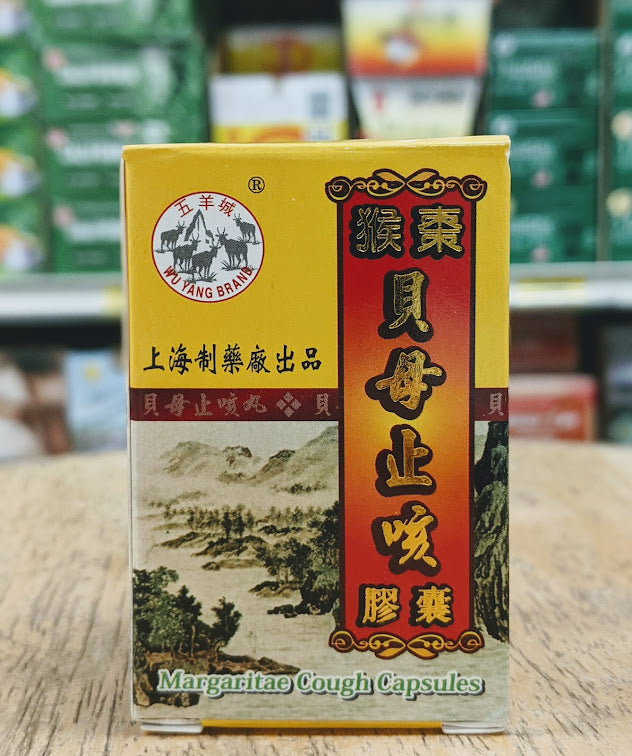 五羊城
WU YANG BRAND
®
猴棗
貝母止咳
膠囊
上海制藥廠出品
貝母止咳丸 貝 貝
Margaritae Cough Capsules